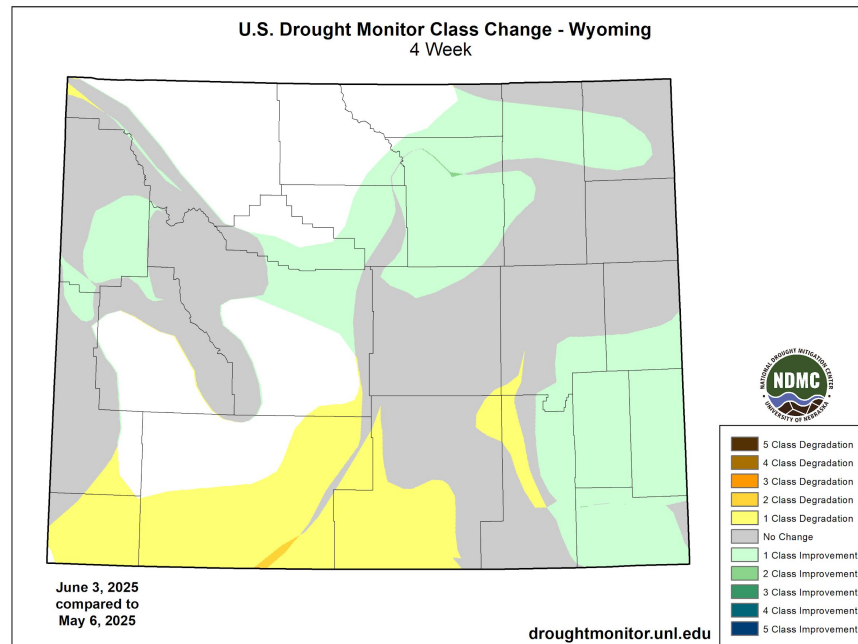 U.S. Drought Monitor Class Change - Wyoming
4 Week
NATIONAL DROUGHT MITIGATION CENTER
NDMC
UNIVERSITY OF NEBRASKA
5 Class Degradation
4 Class Degradation
3 Class Degradation
2 Class Degradation
1 Class Degradation
No Change
1 Class Improvement
2 Class Improvement
3 Class Improvement
4 Class Improvement
5 Class Improvement
June 3, 2025
compared to
May 6, 2025
droughtmonitor.unl.edu